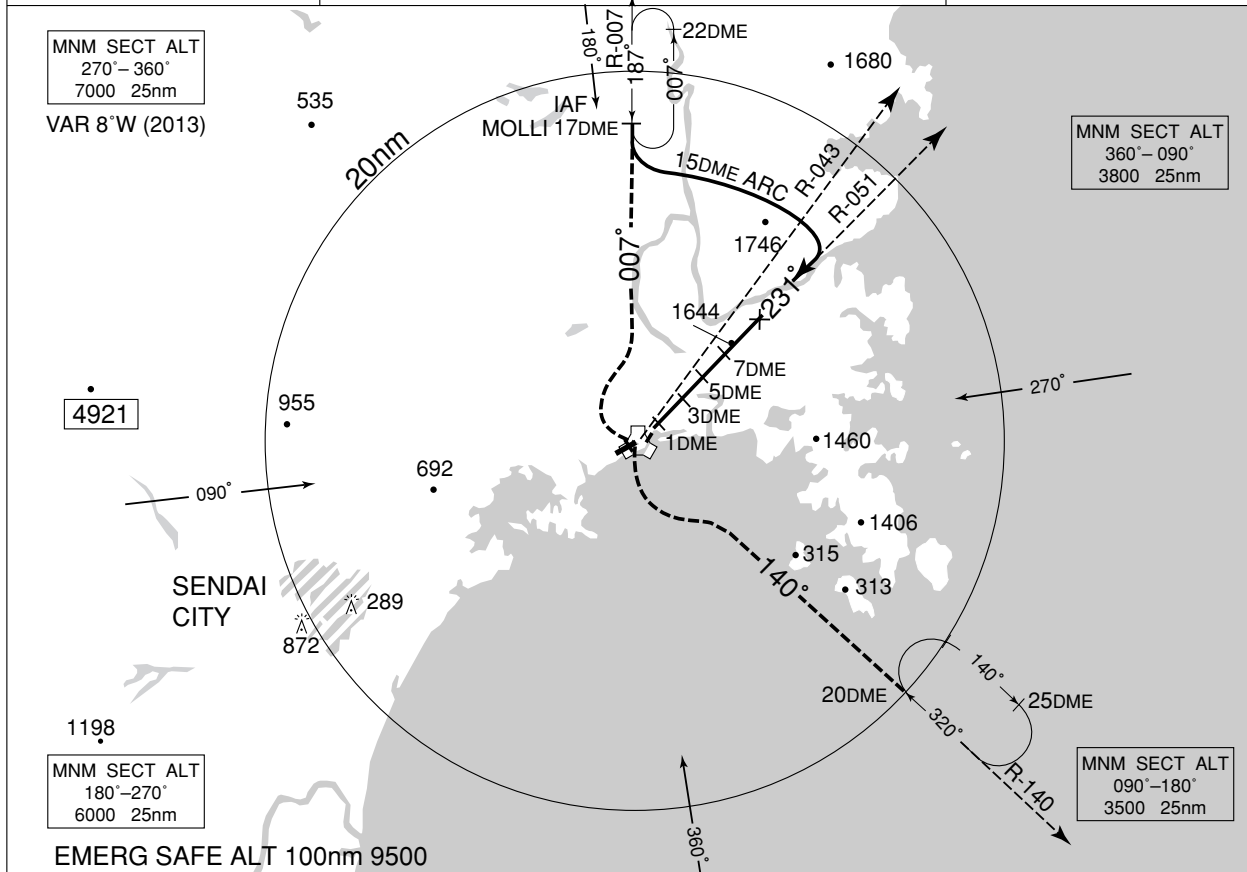 MNM SECT ALT
270°–360°
7000 25nm
VAR 8°W (2013)
535
20nm
180°
R-007
187°
007°
22DME
IAF
MOLLI 17DME
1680
MNM SECT ALT
360°–090°
3800 25nm
15DME ARC
R-043
R-051
1746
007°
231°
1644
7DME
5DME
3DME
1DME
270°
4921
955
692
090°
1460
1406
315
313
140°
SENDAI
CITY
289
872
140°
20DME
25DME
320°
R-140
1198
MNM SECT ALT
180°–270°
6000 25nm
MNM SECT ALT
090°–180°
3500 25nm
360°
EMERG SAFE ALT 100nm 9500